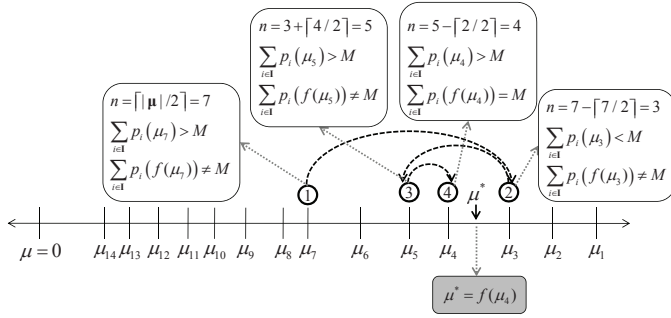 n = 3 + ⌈4/2⌉ = 5
∑_{i∈I} p_i(μ_5) > M
∑_{i∈I} p_i(f(μ_5)) ≠ M
n = 5 − ⌈2/2⌉ = 4
∑_{i∈I} p_i(μ_4) > M
∑_{i∈I} p_i(f(μ_4)) = M
n = ⌈|μ|/2⌉ = 7
∑_{i∈I} p_i(μ_7) > M
∑_{i∈I} p_i(f(μ_7)) ≠ M
n = 7 − ⌈7/2⌉ = 3
∑_{i∈I} p_i(μ_3) < M
∑_{i∈I} p_i(f(μ_3)) ≠ M
1 3 4 μ* 2
μ = 0 μ_14 μ_13 μ_12 μ_11 μ_10 μ_9 μ_8 μ_7 μ_6 μ_5 μ_4 μ_3 μ_2 μ_1
μ* = f(μ_4)